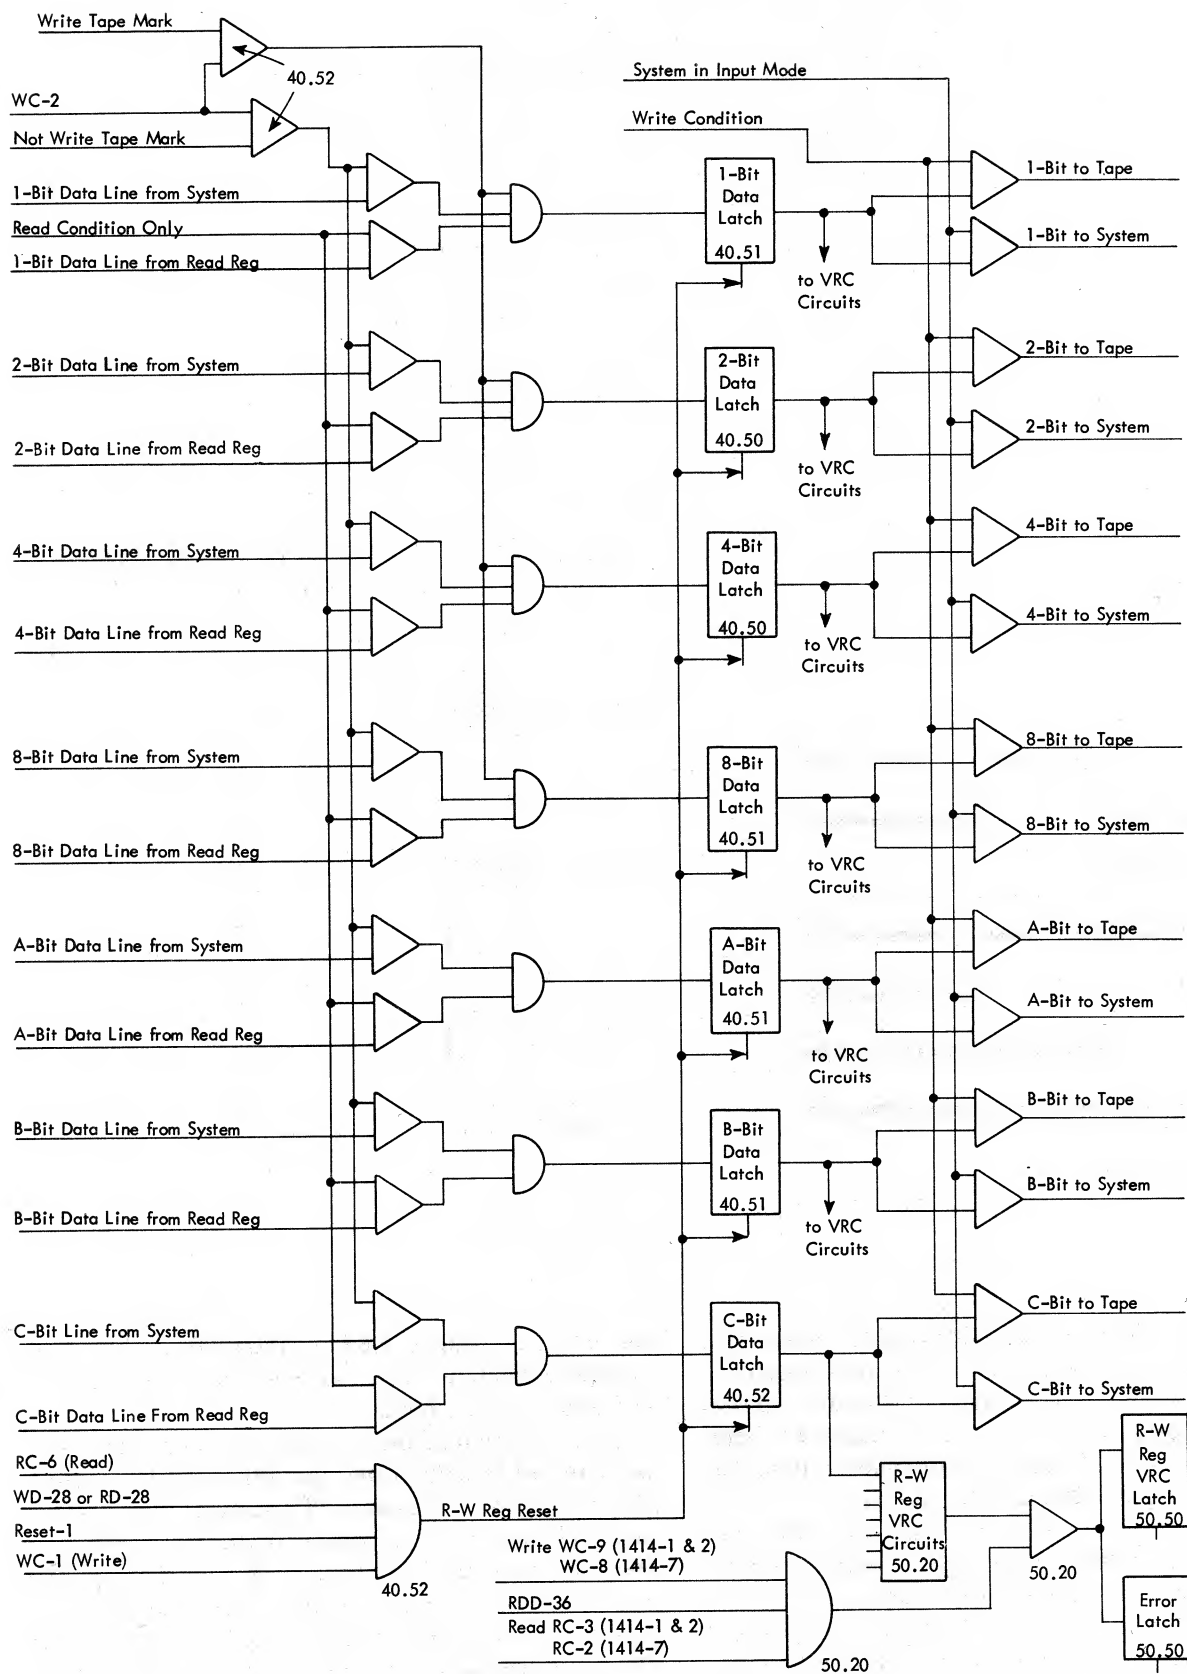 Write Tape Mark
40.52
WC-2
Not Write Tape Mark
System in Input Mode
Write Condition
1-Bit Data Line from System
Read Condition Only
1-Bit Data Line from Read Reg
1-Bit
Data
Latch
40.51
to VRC
Circuits
1-Bit to Tape
1-Bit to System
2-Bit Data Line from System
2-Bit Data Line from Read Reg
2-Bit
Data
Latch
40.50
to VRC
Circuits
2-Bit to Tape
2-Bit to System
4-Bit Data Line from System
4-Bit Data Line from Read Reg
4-Bit
Data
Latch
40.50
to VRC
Circuits
4-Bit to Tape
4-Bit to System
8-Bit Data Line from System
8-Bit Data Line from Read Reg
8-Bit
Data
Latch
40.51
to VRC
Circuits
8-Bit to Tape
8-Bit to System
A-Bit Data Line from System
A-Bit Data Line from Read Reg
A-Bit
Data
Latch
40.51
to VRC
Circuits
A-Bit to Tape
A-Bit to System
B-Bit Data Line from System
B-Bit Data Line from Read Reg
B-Bit
Data
Latch
40.51
to VRC
Circuits
B-Bit to Tape
B-Bit to System
C-Bit Line from System
C-Bit Data Line From Read Reg
C-Bit
Data
Latch
40.52
C-Bit to Tape
C-Bit to System
RC-6 (Read)
WD-28 or RD-28
Reset-1
WC-1 (Write)
40.52
R-W Reg Reset
Write WC-9 (1414-1 & 2)
WC-8 (1414-7)
RDD-36
Read RC-3 (1414-1 & 2)
RC-2 (1414-7)
50.20
R-W
Reg
VRC
Circuits
50.20
50.20
R-W
Reg
VRC
Latch
50.50
Error
Latch
50.50